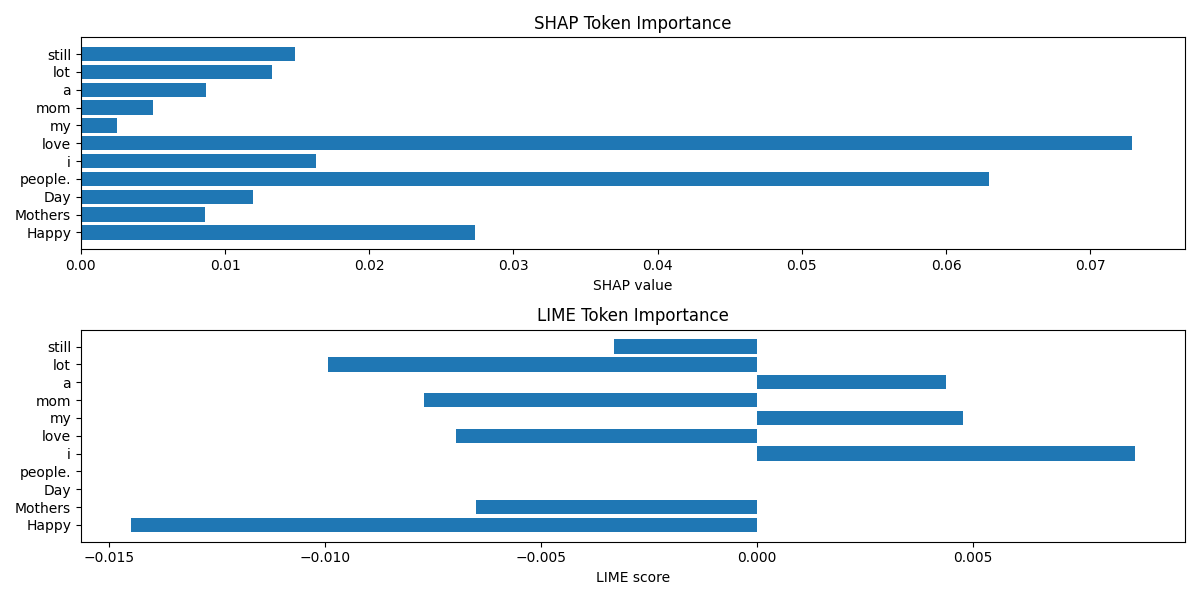 SHAP Token Importance
still
lot
a
mom
my
love
i
people.
Day
Mothers
Happy
0.00 0.01 0.02 0.03 0.04 0.05 0.06 0.07
SHAP value
LIME Token Importance
still
lot
a
mom
my
love
i
people.
Day
Mothers
Happy
−0.015 −0.010 −0.005 0.000 0.005
LIME score